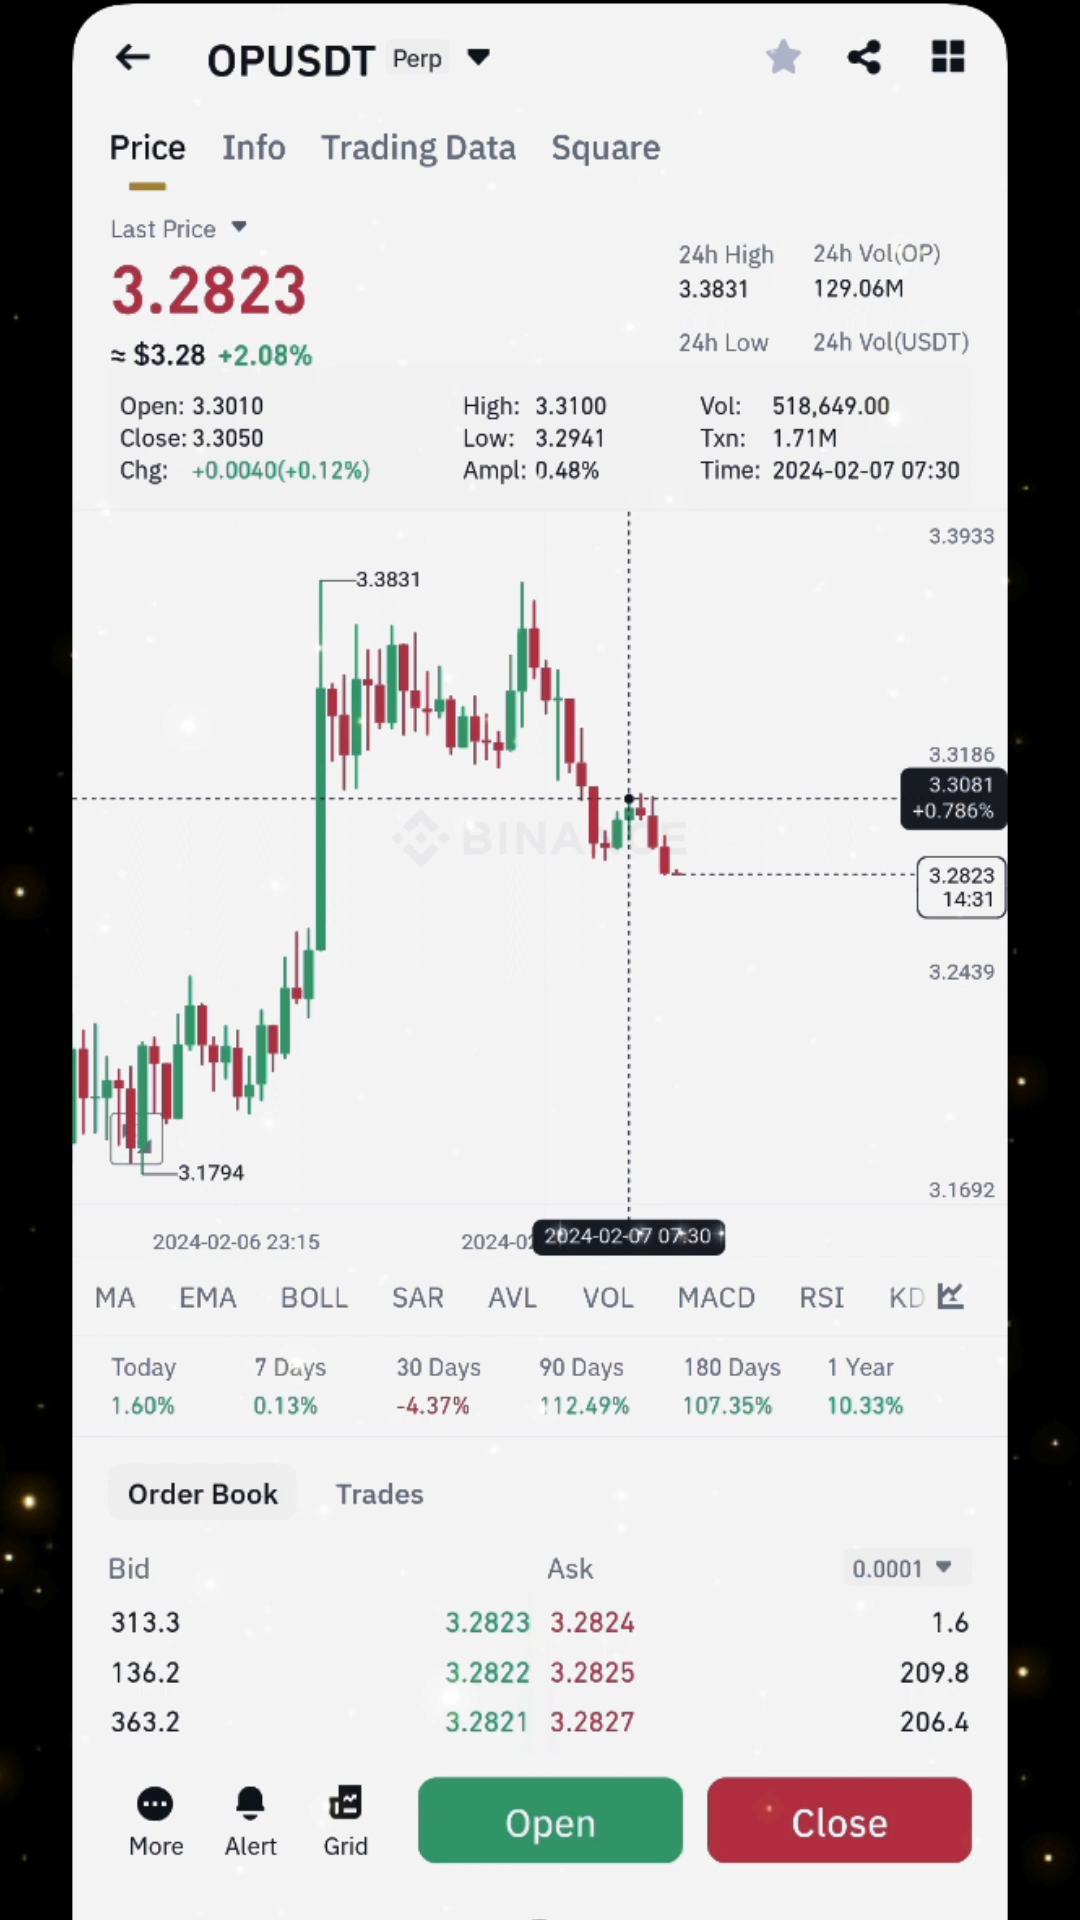 OPUSDT Perp
Price Info Trading Data Square
Last Price
3.2823
≈ $3.28 +2.08%
24h High 24h Vol(OP)
3.3831 129.06M
24h Low 24h Vol(USDT)
Open: 3.3010 High: 3.3100 Vol: 518,649.00
Close: 3.3050 Low: 3.2941 Txn: 1.71M
Chg: +0.0040(+0.12%) Ampl: 0.48% Time: 2024-02-07 07:30
3.3933
3.3831
3.3186
3.3081
+0.786%
BINANCE
3.2823
14:31
3.2439
3.1794
3.1692
2024-02-06 23:15 2024-02 2024-02-07 07:30
MA EMA BOLL SAR AVL VOL MACD RSI KD
Today 7 Days 30 Days 90 Days 180 Days 1 Year
1.60% 0.13% -4.37% 112.49% 107.35% 10.33%
Order Book Trades
Bid Ask 0.0001
313.3 3.2823 3.2824 1.6
136.2 3.2822 3.2825 209.8
363.2 3.2821 3.2827 206.4
More Alert Grid Open Close